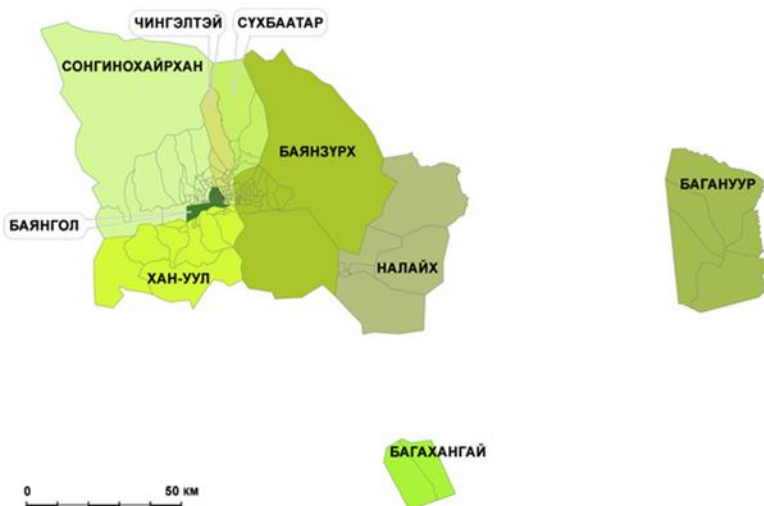 ЧИНГЭЛТЭЙ
СҮХБААТАР
СОНГИНОХАЙРХАН
БАЯНЗҮРХ
БАГАНУУР
БАЯНГОЛ
ХАН-УУЛ
НАЛАЙХ
БАГАХАНГАЙ
0 50 км